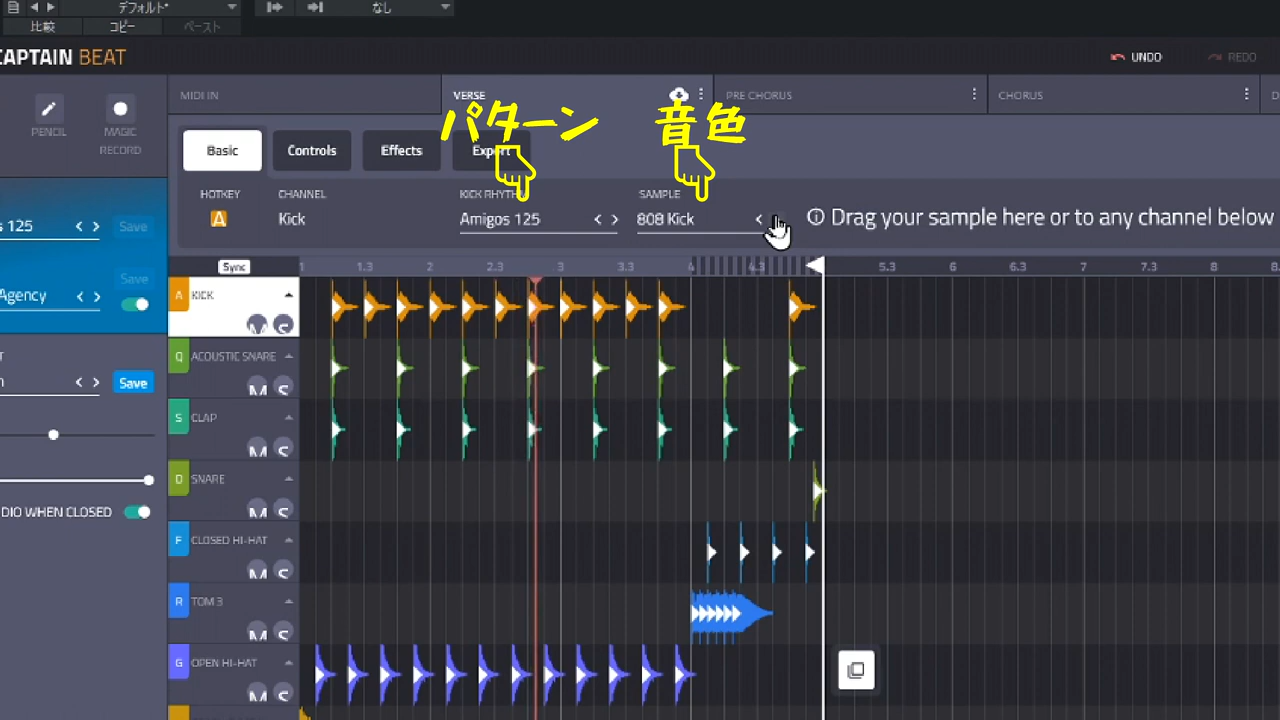 デフォルト*
なし
比較
コピー
ペースト
CAPTAIN BEAT
UNDO
REDO
PENCIL
MAGIC RECORD
MIDI IN
VERSE
PRE CHORUS
CHORUS
パターン
音色
Basic
Controls
Effects
Export
HOTKEY
CHANNEL
KICK RHYTHM
SAMPLE
A
Kick
Amigos 125
808 Kick
Drag your sample here or to any channel below
s 125
Save
Save
Agency
Save
DIO WHEN CLOSED
Sync
1
1.3
2
2.3
3
3.3
4
4.3
5.3
6
6.3
7
7.3
8
A
KICK
M
S
Q
ACOUSTIC SNARE
M
S
S
CLAP
M
S
D
SNARE
M
S
F
CLOSED HI-HAT
M
S
R
TOM 3
M
S
G
OPEN HI-HAT
M
S